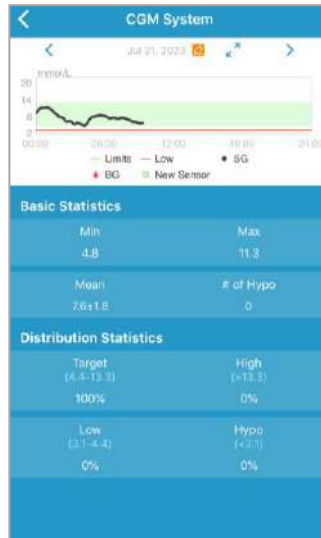 CGM System
Jul 21, 2023
mmol/L
20
14
8
2
00:00 06:00 12:00 18:00 24:00
Limits Low SG
BG New Sensor
Basic Statistics
Min Max
4.8 11.3
Mean # of Hypo
7.6±1.8 0
Distribution Statistics
Target High
(4.4-13.3) (>13.3)
100% 0%
Low Hypo
(3.1-4.4) (<3.1)
0% 0%